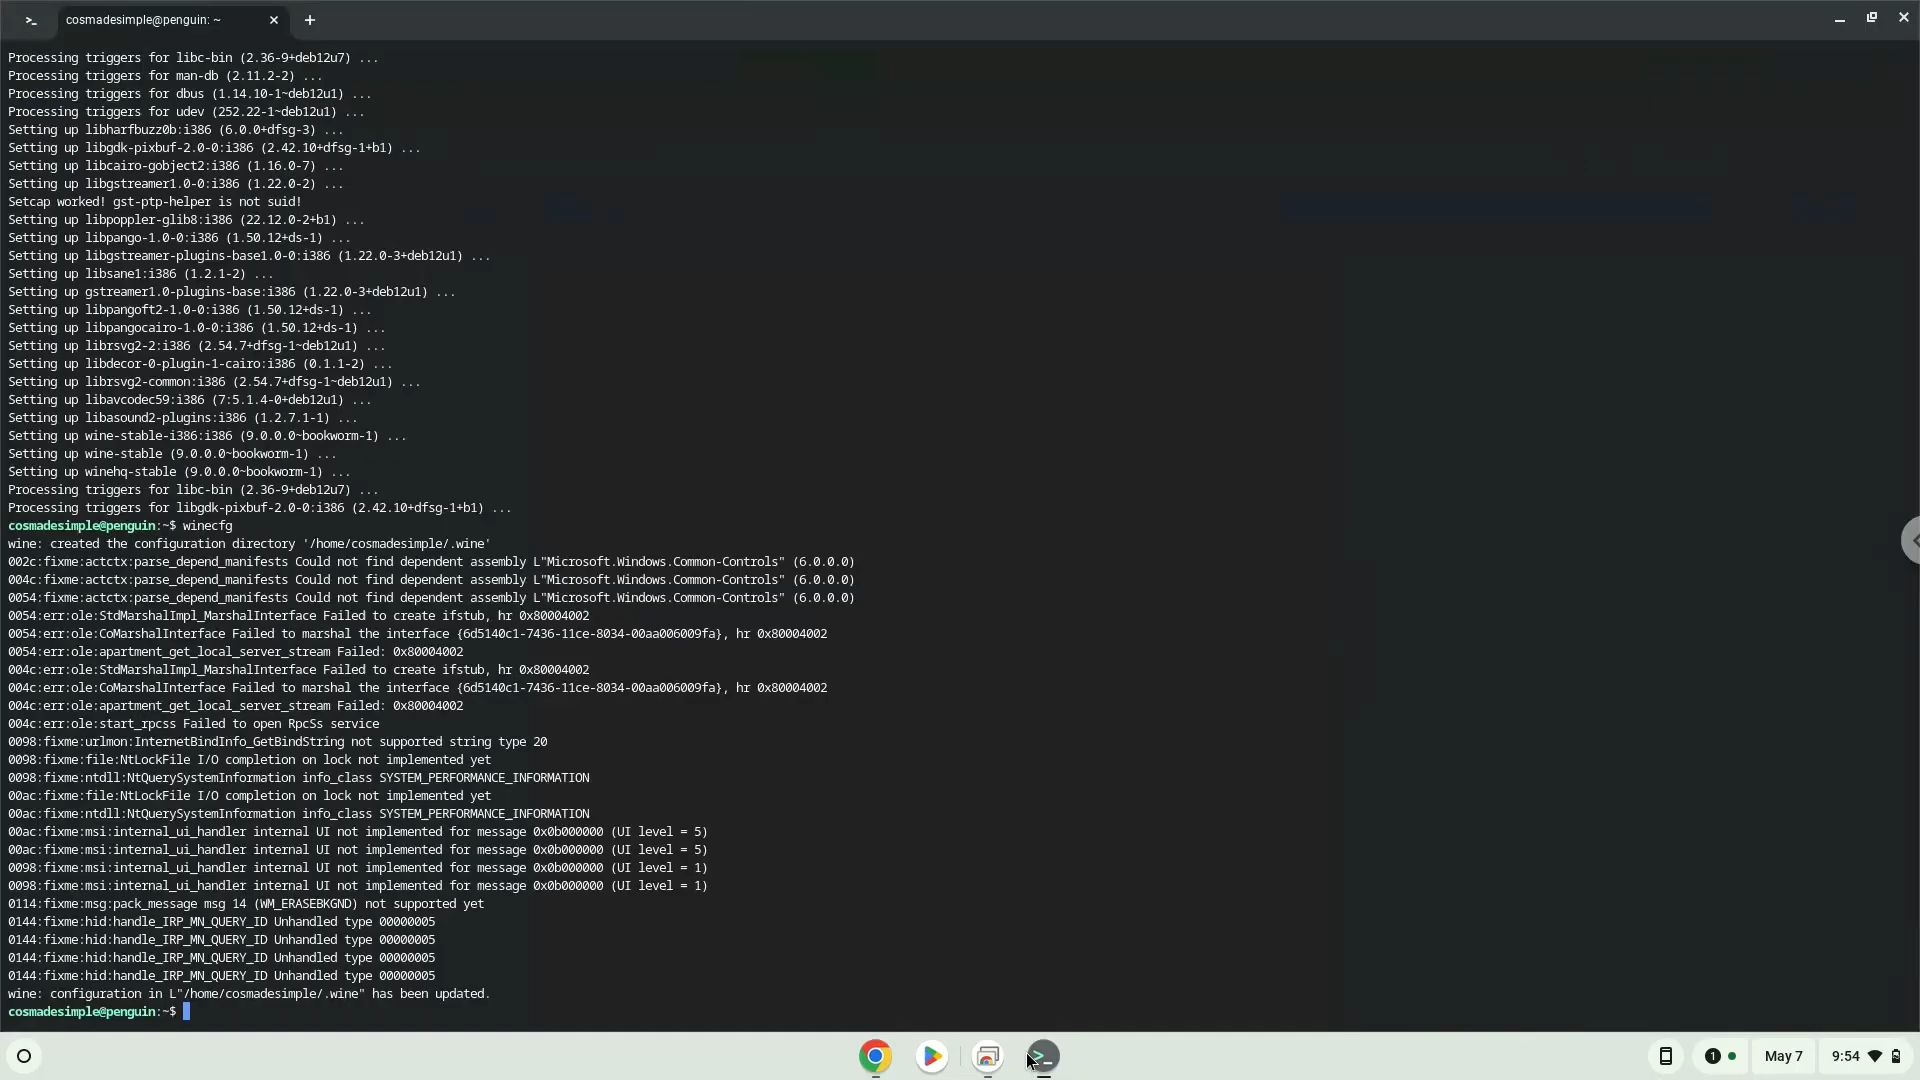 cosmadesimple@penguin: ~
Processing triggers for libc-bin (2.36-9+deb12u7) ...
Processing triggers for man-db (2.11.2-2) ...
Processing triggers for dbus (1.14.10-1~deb12u1) ...
Processing triggers for udev (252.22-1~deb12u1) ...
Setting up libharfbuzz0b:i386 (6.0.0+dfsg-3) ...
Setting up libgdk-pixbuf-2.0-0:i386 (2.42.10+dfsg-1+b1) ...
Setting up libcairo-gobject2:i386 (1.16.0-7) ...
Setting up libgstreamer1.0-0:i386 (1.22.0-2) ...
Setcap worked! gst-ptp-helper is not suid!
Setting up libpoppler-glib8:i386 (22.12.0-2+b1) ...
Setting up libpango-1.0-0:i386 (1.50.12+ds-1) ...
Setting up libgstreamer-plugins-base1.0-0:i386 (1.22.0-3+deb12u1) ...
Setting up libsane1:i386 (1.2.1-2) ...
Setting up gstreamer1.0-plugins-base:i386 (1.22.0-3+deb12u1) ...
Setting up libpangoft2-1.0-0:i386 (1.50.12+ds-1) ...
Setting up libpangocairo-1.0-0:i386 (1.50.12+ds-1) ...
Setting up librsvg2-2:i386 (2.54.7+dfsg-1~deb12u1) ...
Setting up libdecor-0-plugin-1-cairo:i386 (0.1.1-2) ...
Setting up librsvg2-common:i386 (2.54.7+dfsg-1~deb12u1) ...
Setting up libavcodec59:i386 (7:5.1.4-0+deb12u1) ...
Setting up libasound2-plugins:i386 (1.2.7.1-1) ...
Setting up wine-stable-i386:i386 (9.0.0.0~bookworm-1) ...
Setting up wine-stable (9.0.0.0~bookworm-1) ...
Setting up winehq-stable (9.0.0.0~bookworm-1) ...
Processing triggers for libc-bin (2.36-9+deb12u7) ...
Processing triggers for libgdk-pixbuf-2.0-0:i386 (2.42.10+dfsg-1+b1) ...
cosmadesimple@penguin:~$ winecfg
wine: created the configuration directory '/home/cosmadesimple/.wine'
002c:fixme:actctx:parse_depend_manifests Could not find dependent assembly L"Microsoft.Windows.Common-Controls" (6.0.0.0)
004c:fixme:actctx:parse_depend_manifests Could not find dependent assembly L"Microsoft.Windows.Common-Controls" (6.0.0.0)
0054:fixme:actctx:parse_depend_manifests Could not find dependent assembly L"Microsoft.Windows.Common-Controls" (6.0.0.0)
0054:err:ole:StdMarshalImpl_MarshalInterface Failed to create ifstub, hr 0x80004002
0054:err:ole:CoMarshalInterface Failed to marshal the interface {6d5140c1-7436-11ce-8034-00aa006009fa}, hr 0x80004002
0054:err:ole:apartment_get_local_server_stream Failed: 0x80004002
004c:err:ole:StdMarshalImpl_MarshalInterface Failed to create ifstub, hr 0x80004002
004c:err:ole:CoMarshalInterface Failed to marshal the interface {6d5140c1-7436-11ce-8034-00aa006009fa}, hr 0x80004002
004c:err:ole:apartment_get_local_server_stream Failed: 0x80004002
004c:err:ole:start_rpcss Failed to open RpcSs service
0098:fixme:urlmon:InternetBindInfo_GetBindString not supported string type 20
0098:fixme:file:NtLockFile I/O completion on lock not implemented yet
0098:fixme:ntdll:NtQuerySystemInformation info_class SYSTEM_PERFORMANCE_INFORMATION
00ac:fixme:file:NtLockFile I/O completion on lock not implemented yet
00ac:fixme:ntdll:NtQuerySystemInformation info_class SYSTEM_PERFORMANCE_INFORMATION
00ac:fixme:msi:internal_ui_handler internal UI not implemented for message 0x0b000000 (UI level = 5)
00ac:fixme:msi:internal_ui_handler internal UI not implemented for message 0x0b000000 (UI level = 5)
0098:fixme:msi:internal_ui_handler internal UI not implemented for message 0x0b000000 (UI level = 1)
0098:fixme:msi:internal_ui_handler internal UI not implemented for message 0x0b000000 (UI level = 1)
0114:fixme:msg:pack_message msg 14 (WM_ERASEBKGND) not supported yet
0144:fixme:hid:handle_IRP_MN_QUERY_ID Unhandled type 00000005
0144:fixme:hid:handle_IRP_MN_QUERY_ID Unhandled type 00000005
0144:fixme:hid:handle_IRP_MN_QUERY_ID Unhandled type 00000005
0144:fixme:hid:handle_IRP_MN_QUERY_ID Unhandled type 00000005
wine: configuration in L"/home/cosmadesimple/.wine" has been updated.
cosmadesimple@penguin:~$
1 May 7 9:54